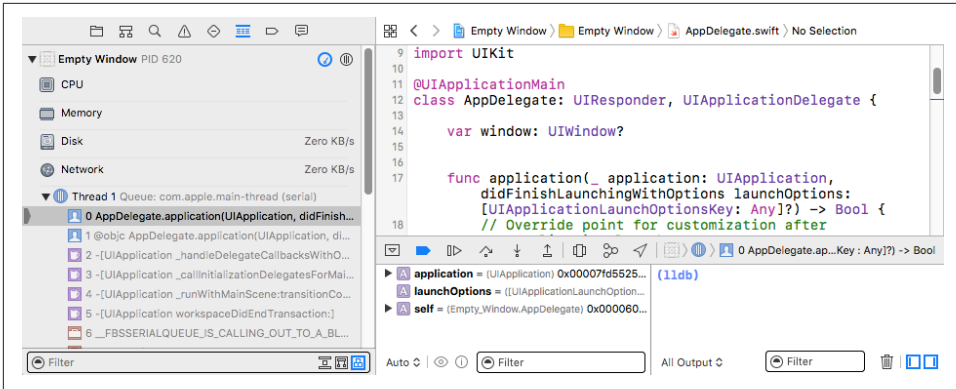 Empty Window PID 620
CPU
Memory
Disk Zero KB/s
Network Zero KB/s
Thread 1 Queue: com.apple.main-thread (serial)
0 AppDelegate.application(UIApplication, didFinish...
1 @objc AppDelegate.application(UIApplication, di...
2 -[UIApplication _handleDelegateCallbacksWithO...
3 -[UIApplication _callInitializationDelegatesForMai...
4 -[UIApplication _runWithMainScene:transitionCo...
5 -[UIApplication workspaceDidEndTransaction:]
6 __FBSSERIALQUEUE_IS_CALLING_OUT_TO_A_BL...
Filter
Empty Window 〉 Empty Window 〉 AppDelegate.swift 〉 No Selection
9 import UIKit
10
11 @UIApplicationMain
12 class AppDelegate: UIResponder, UIApplicationDelegate {
13
14 var window: UIWindow?
15
16
17 func application(_ application: UIApplication,
didFinishLaunchingWithOptions launchOptions:
[UIApplicationLaunchOptionsKey: Any]?) -> Bool {
18 // Override point for customization after
0 AppDelegate.ap...Key : Any]?) -> Bool
A application = (UIApplication) 0x00007fd5525...
A launchOptions = ([UIApplicationLaunchOption...
A self = (Empty_Window.AppDelegate) 0x000060...
Auto
Filter
(lldb)
All Output
Filter